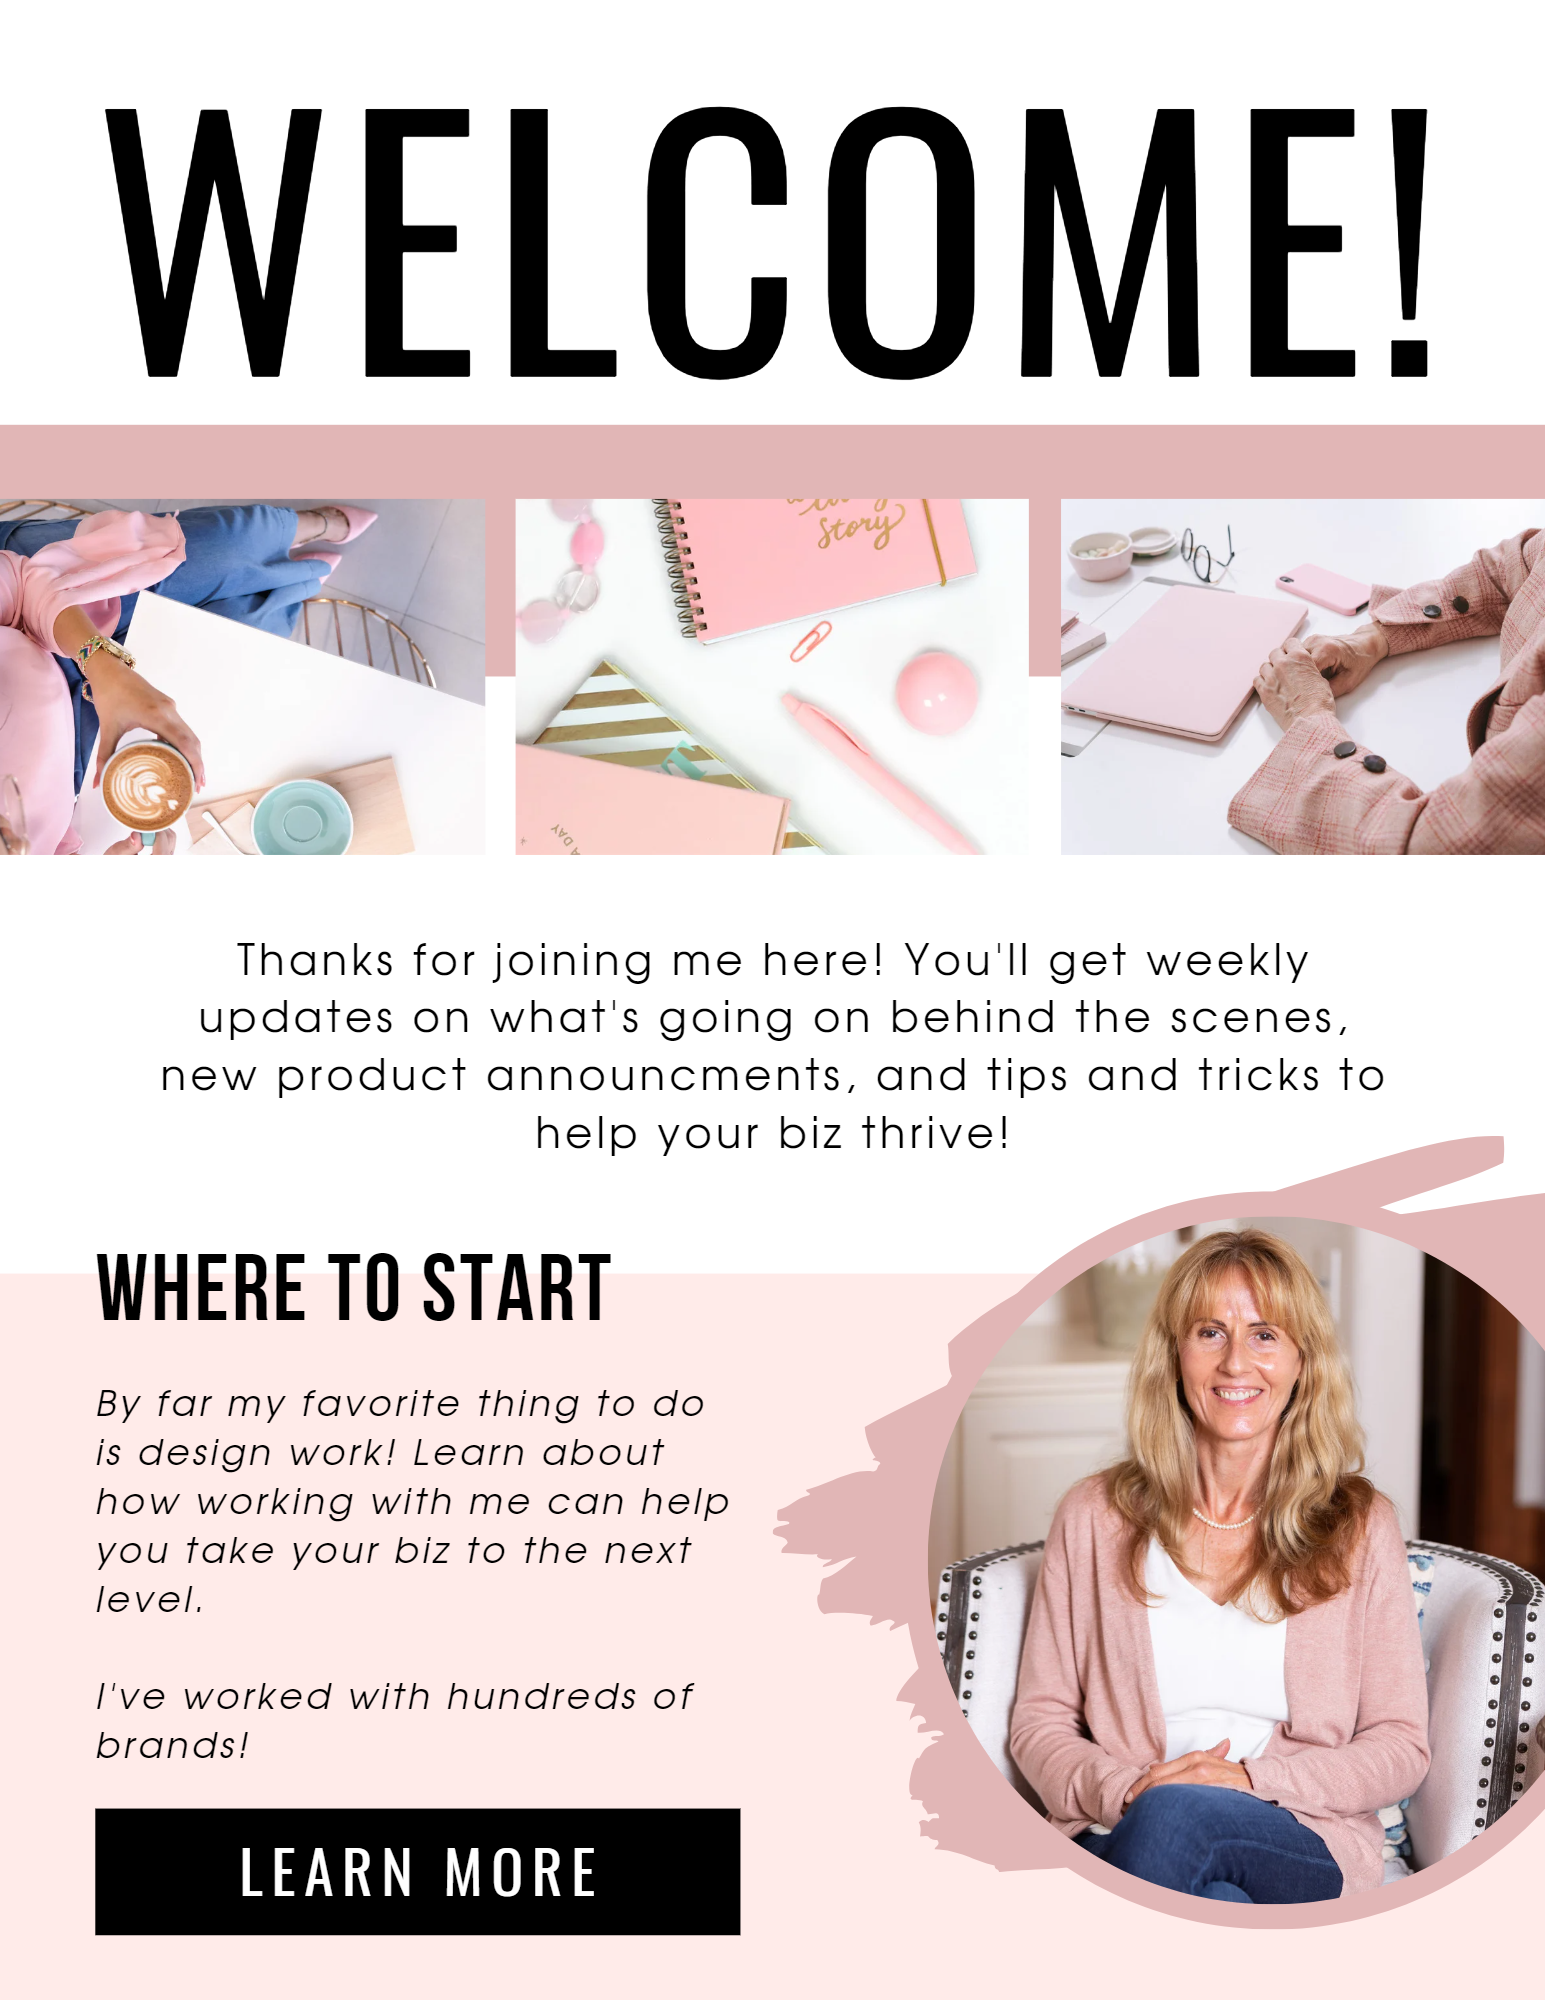 WELCOME!
Story
A DAY
Thanks for joining me here! You'll get weekly
updates on what's going on behind the scenes,
new product announcments, and tips and tricks to
help your biz thrive!
WHERE TO START
By far my favorite thing to do
is design work! Learn about
how working with me can help
you take your biz to the next
level.
I've worked with hundreds of
brands!
LEARN MORE